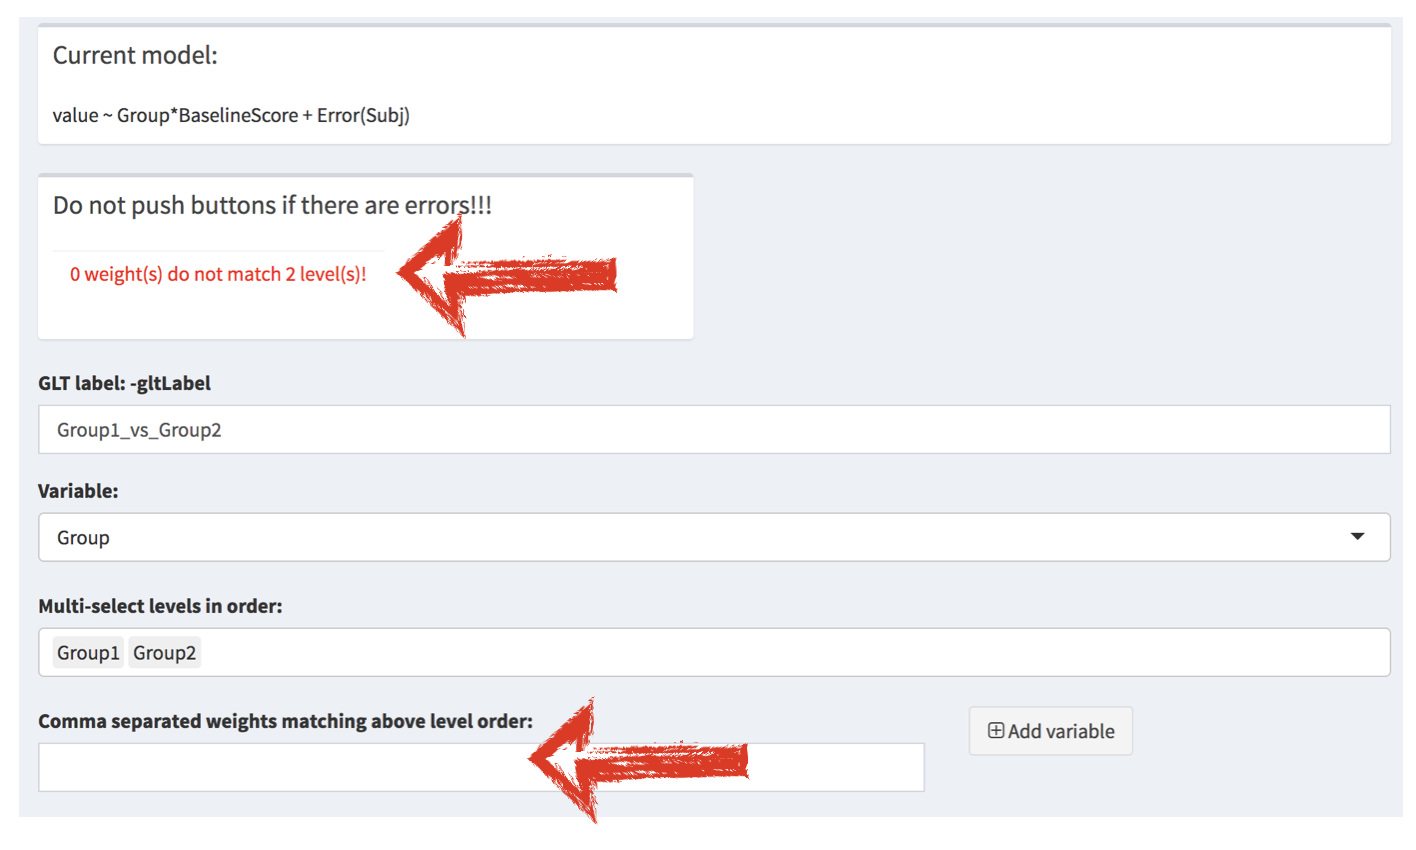 Current model:
value ~ Group*BaselineScore + Error(Subj)
Do not push buttons if there are errors!!!
0 weight(s) do not match 2 level(s)!
GLT label: -gltLabel
Group1_vs_Group2
Variable:
Group
Multi-select levels in order:
Group1 Group2
Comma separated weights matching above level order:
Add variable